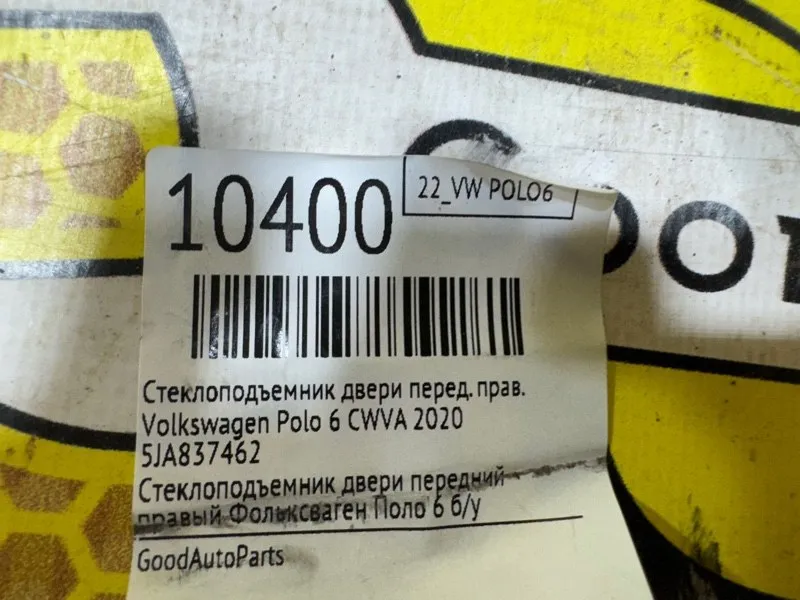 10400
22_VW POLO6
Стеклоподъемник двери перед. прав.
Volkswagen Polo 6 CWVA 2020
5JA837462
Стеклоподъемник двери передний
правый Фольксваген Поло 6 б/у
GoodAutoParts